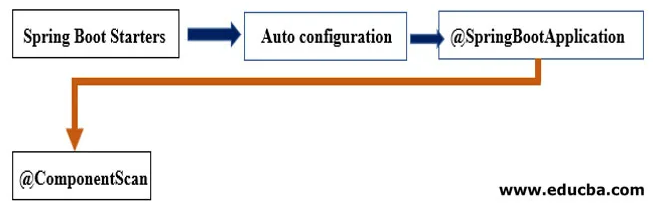 Spring Boot Starters
Auto configuration
@SpringBootApplication
@ComponentScan
www.educba.com